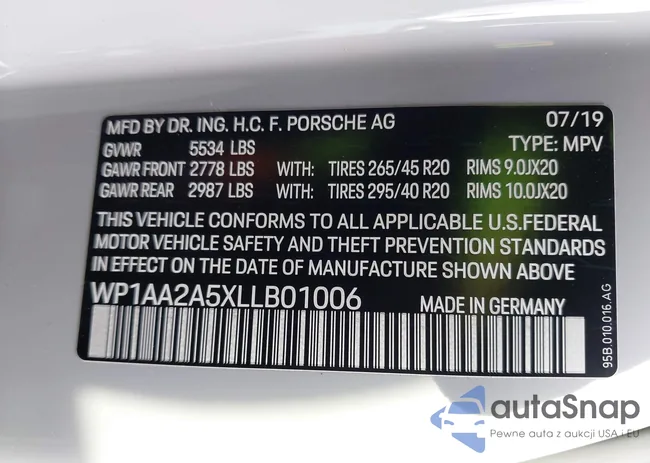 MFD BY DR. ING. H.C. F. PORSCHE AG 07/19
GVWR 5534 LBS TYPE: MPV
GAWR FRONT 2778 LBS WITH: TIRES 265/45 R20 RIMS 9.0JX20
GAWR REAR 2987 LBS WITH: TIRES 295/40 R20 RIMS 10.0JX20
THIS VEHICLE CONFORMS TO ALL APPLICABLE U.S.FEDERAL
MOTOR VEHICLE SAFETY AND THEFT PREVENTION STANDARDS
IN EFFECT ON THE DATE OF MANUFACTURE SHOWN ABOVE
WP1AA2A5XLLB01006 MADE IN GERMANY
95B.010.016.AG
autaSnap
Pewne auta z aukcji USA i EU